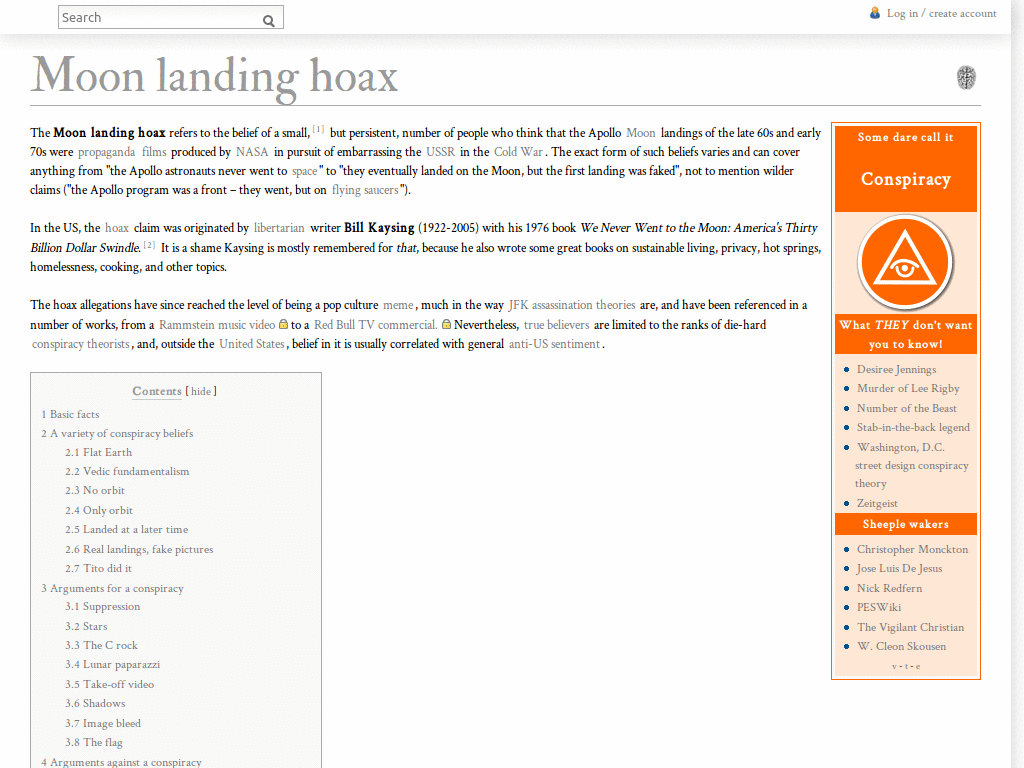 Search
Log in / create account
Moon landing hoax
The Moon landing hoax refers to the belief of a small,[1] but persistent, number of people who think that the Apollo Moon landings of the late 60s and early
70s were propaganda films produced by NASA in pursuit of embarrassing the USSR in the Cold War. The exact form of such beliefs varies and can cover
anything from "the Apollo astronauts never went to space" to "they eventually landed on the Moon, but the first landing was faked", not to mention wilder
claims ("the Apollo program was a front – they went, but on flying saucers").
In the US, the hoax claim was originated by libertarian writer Bill Kaysing (1922-2005) with his 1976 book We Never Went to the Moon: America's Thirty
Billion Dollar Swindle.[2] It is a shame Kaysing is mostly remembered for that, because he also wrote some great books on sustainable living, privacy, hot springs,
homelessness, cooking, and other topics.
The hoax allegations have since reached the level of being a pop culture meme, much in the way JFK assassination theories are, and have been referenced in a
number of works, from a Rammstein music video to a Red Bull TV commercial. Nevertheless, true believers are limited to the ranks of die-hard
conspiracy theorists, and, outside the United States, belief in it is usually correlated with general anti-US sentiment.
Contents [hide]
1 Basic facts
2 A variety of conspiracy beliefs
2.1 Flat Earth
2.2 Vedic fundamentalism
2.3 No orbit
2.4 Only orbit
2.5 Landed at a later time
2.6 Real landings, fake pictures
2.7 Tito did it
3 Arguments for a conspiracy
3.1 Suppression
3.2 Stars
3.3 The C rock
3.4 Lunar paparazzi
3.5 Take-off video
3.6 Shadows
3.7 Image bleed
3.8 The flag
4 Arguments against a conspiracy
Some dare call it
Conspiracy
What THEY don't want
you to know!
Desiree Jennings
Murder of Lee Rigby
Number of the Beast
Stab-in-the-back legend
Washington, D.C.
street design conspiracy
theory
Zeitgeist
Sheeple wakers
Christopher Monckton
Jose Luis De Jesus
Nick Redfern
PESWiki
The Vigilant Christian
W. Cleon Skousen
v - t - e